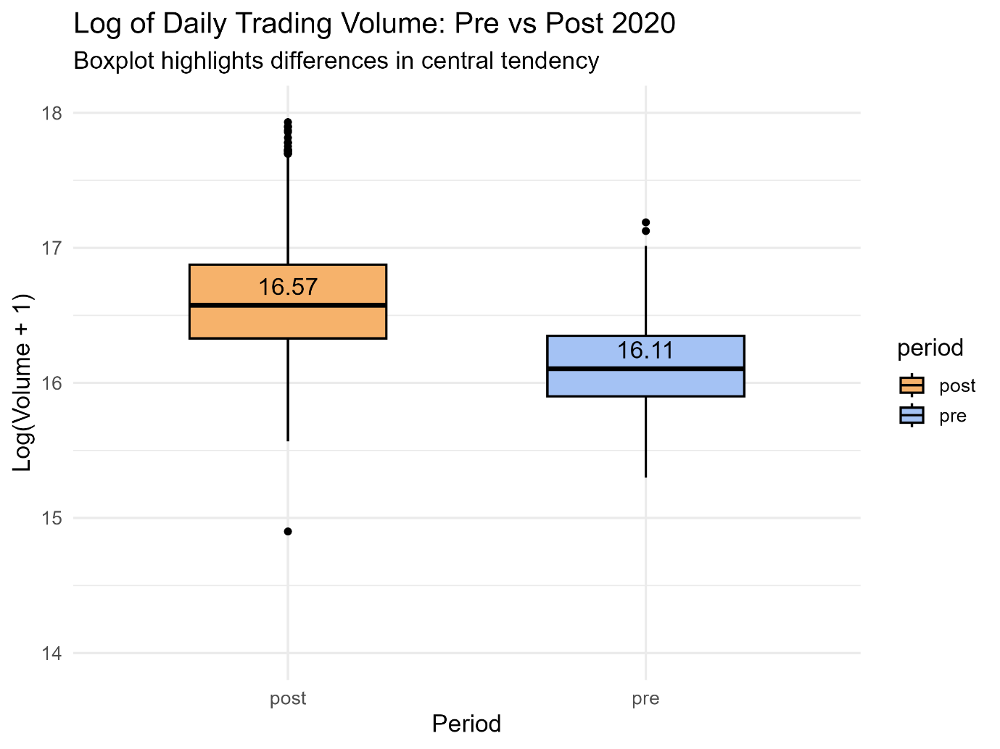 Log of Daily Trading Volume: Pre vs Post 2020
Boxplot highlights differences in central tendency
Log(Volume + 1)
18
17
16
15
14
16.57
16.11
post
pre
Period
period
post
pre